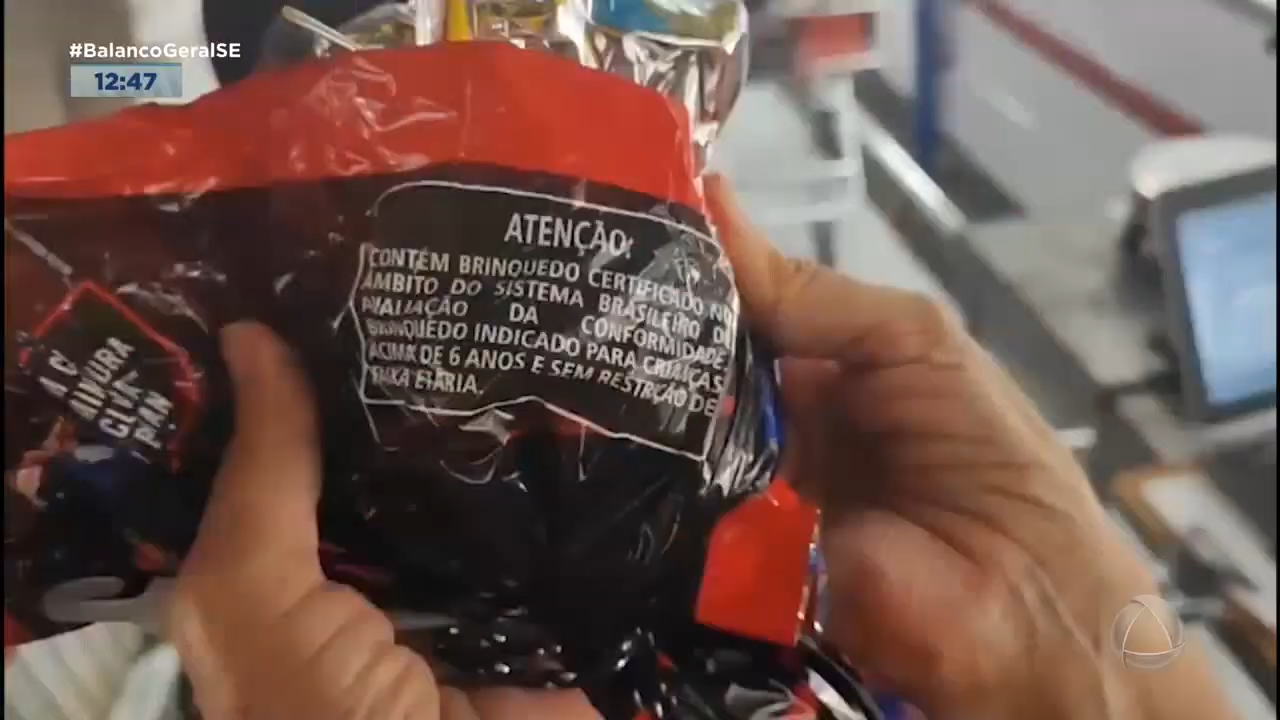 #BalancoGeralSE
12:47
ATENÇÃO:
CONTÉM BRINQUEDO CERTIFICADO NO
ÂMBITO DO SISTEMA BRASILEIRO DE
AVALIAÇÃO DA CONFORMIDADE.
BRINQUEDO INDICADO PARA CRIANÇAS
ACIMA DE 6 ANOS E SEM RESTRÇÃO DE
FAIXA ETÁRIA.